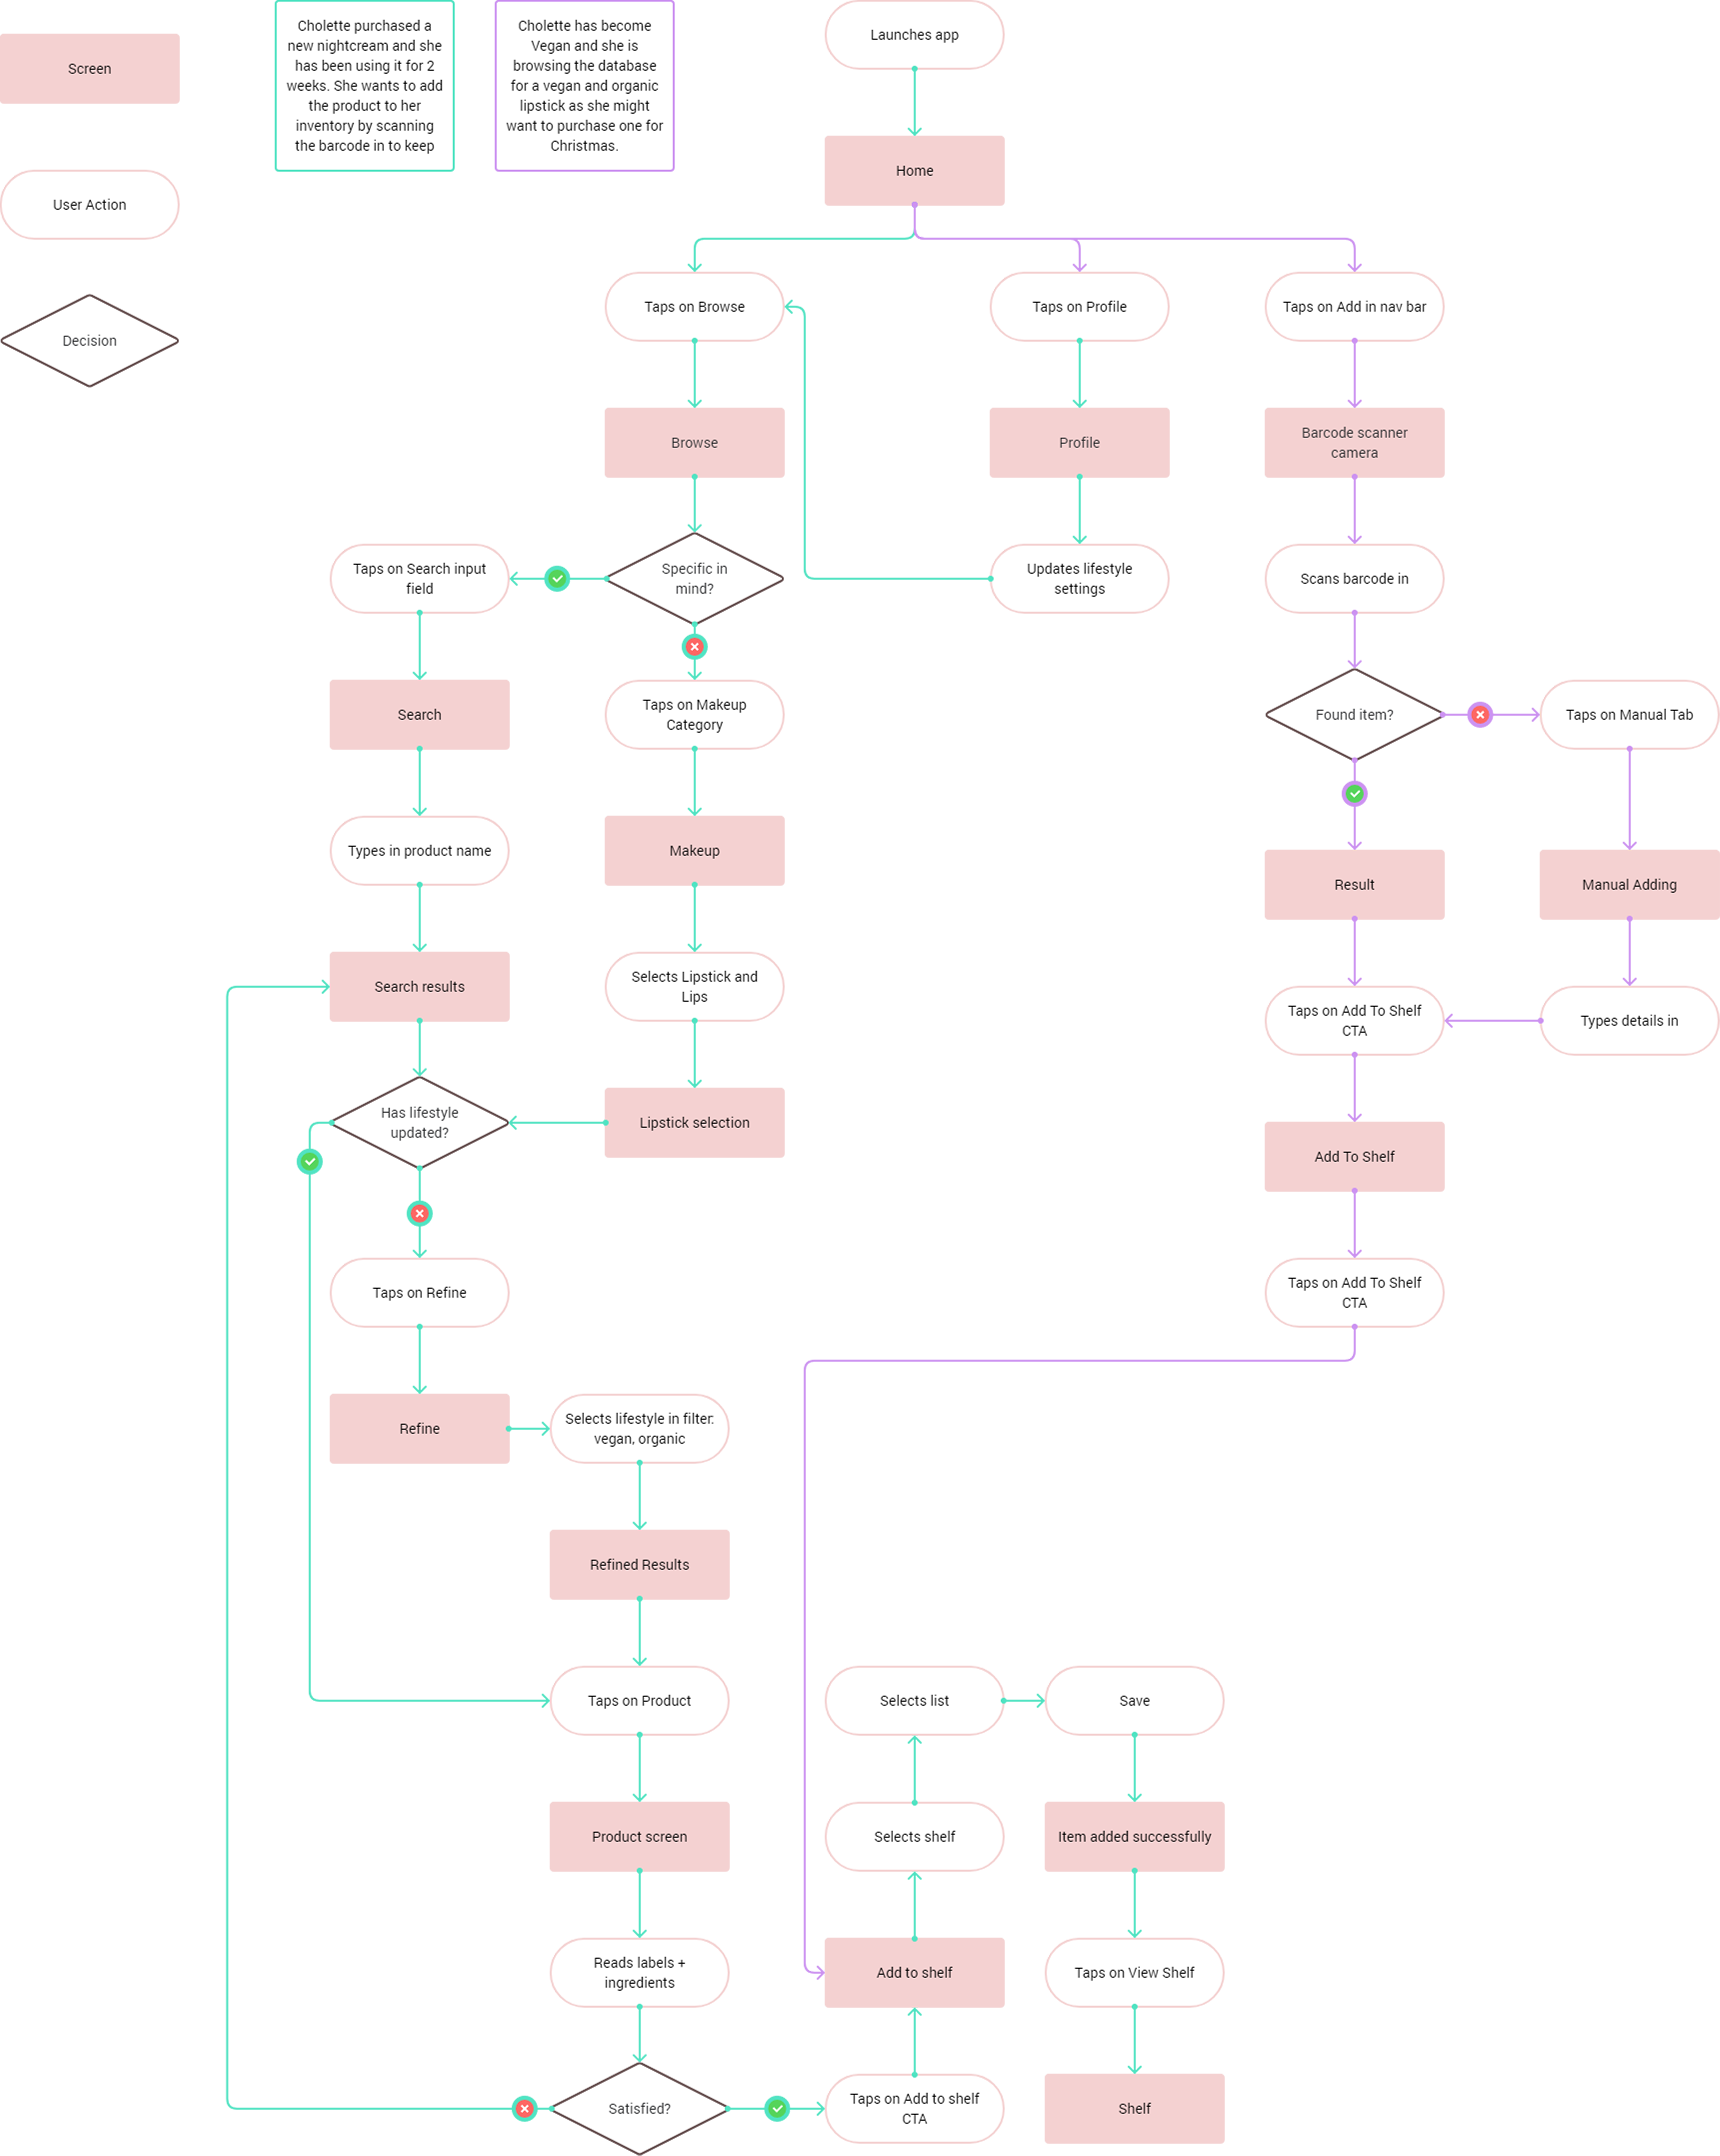 Screen
User Action
Decision
Cholette purchased a
new nightcream and she
has been using it for 2
weeks. She wants to add
the product to her
inventory by scanning
the barcode in to keep
Cholette has become
Vegan and she is
browsing the database
for a vegan and organic
lipstick as she might
want to purchase one for
Christmas.
Launches app
Home
Taps on Browse
Taps on Profile
Taps on Add in nav bar
Browse
Profile
Barcode scanner
camera
Taps on Search input
field
Specific in
mind?
Updates lifestyle
settings
Scans barcode in
Search
Taps on Makeup
Category
Found item?
Taps on Manual Tab
Types in product name
Makeup
Result
Manual Adding
Search results
Selects Lipstick and
Lips
Taps on Add To Shelf
CTA
Types details in
Has lifestyle
updated?
Lipstick selection
Add To Shelf
Taps on Refine
Taps on Add To Shelf
CTA
Refine
Selects lifestyle in filter:
vegan, organic
Refined Results
Taps on Product
Selects list
Save
Product screen
Selects shelf
Item added successfully
Reads labels +
ingredients
Add to shelf
Taps on View Shelf
Satisfied?
Taps on Add to shelf
CTA
Shelf